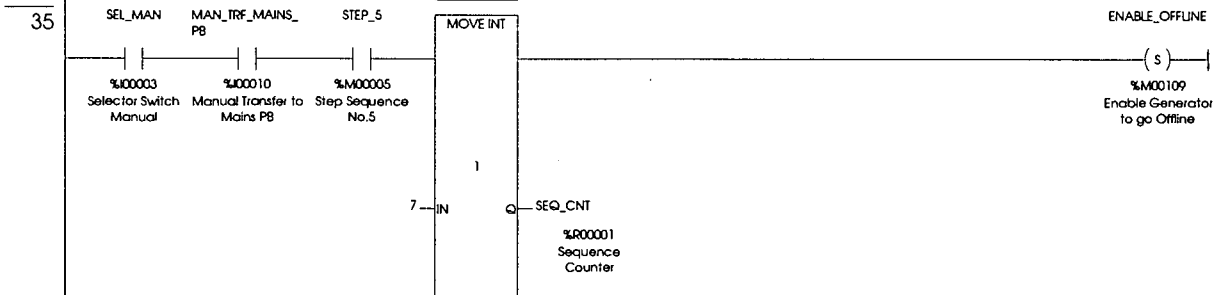 35
SEL_MAN
MAN_TRF_MAINS_
PB
STEP_5
MOVE INT
ENABLE_OFFLINE
( S )
%I00003
Selector Switch
Manual
%I00010
Manual Transfer to
Mains PB
%M00005
Step Sequence
No.5
%M00109
Enable Generator
to go Offline
1
7
IN
Q
SEQ_CNT
%R00001
Sequence
Counter